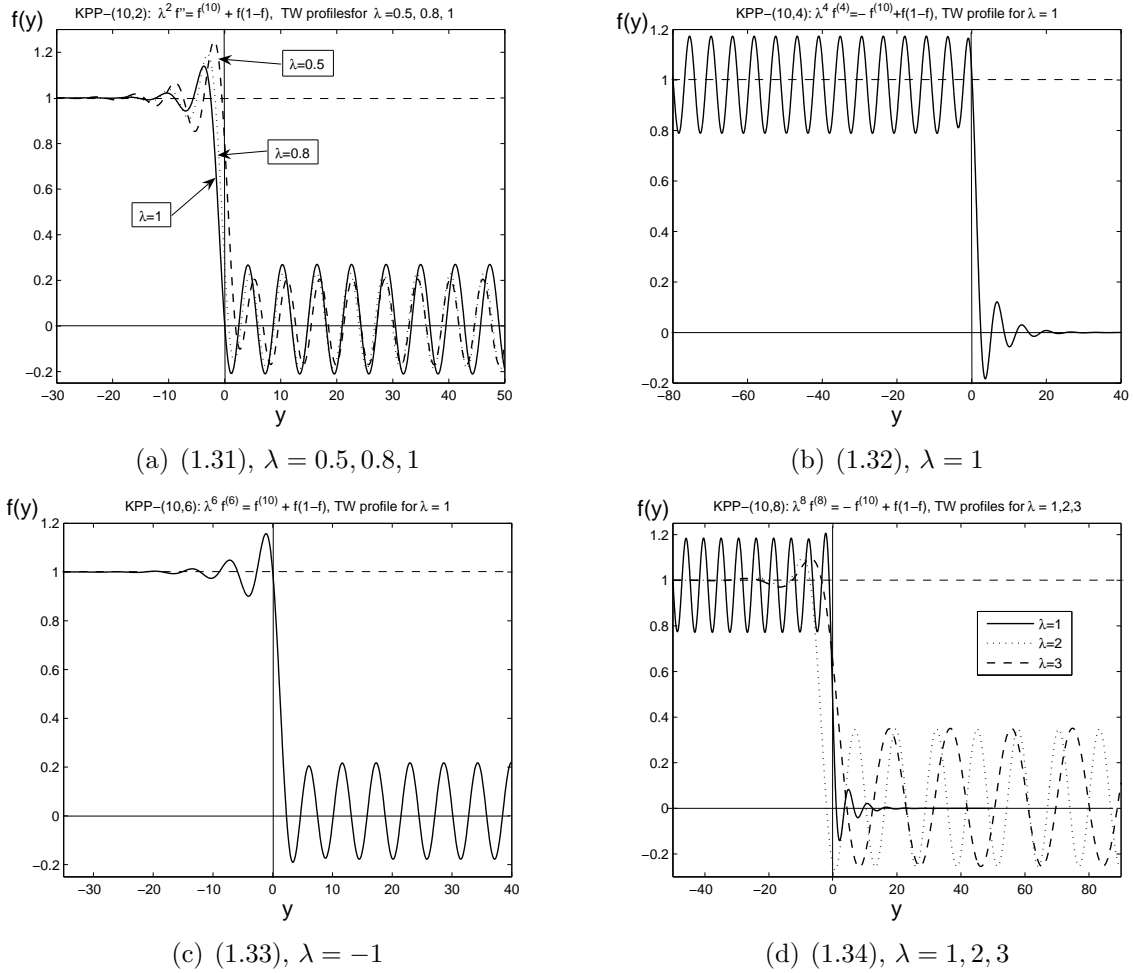 KPP−(10,2): λ² f''= f⁽¹⁰⁾ + f(1−f), TW profilesfor λ =0.5, 0.8, 1
f(y)
1.2
1
0.8
0.6
0.4
0.2
0
−0.2
λ=0.5
λ=0.8
λ=1
−30 −20 −10 0 10 20 30 40 50
y
(a) (1.31), λ = 0.5, 0.8, 1
KPP−(10,4): λ⁴ f⁽⁴⁾=− f⁽¹⁰⁾+f(1−f), TW profile for λ = 1
f(y)
1.2
1
0.8
0.6
0.4
0.2
0
−0.2
−80 −60 −40 −20 0 20 40
y
(b) (1.32), λ = 1
KPP−(10,6): λ⁶ f⁽⁶⁾ = f⁽¹⁰⁾ + f(1−f), TW profile for λ = 1
f(y)
1.2
1
0.8
0.6
0.4
0.2
0
−0.2
−30 −20 −10 0 10 20 30 40
y
(c) (1.33), λ = −1
KPP−(10,8): λ⁸ f⁽⁸⁾ = − f⁽¹⁰⁾ + f(1−f), TW profiles for λ = 1,2,3
f(y)
1.2
1
0.8
0.6
0.4
0.2
0
−0.2
λ=1
λ=2
λ=3
−40 −20 0 20 40 60 80
y
(d) (1.34), λ = 1, 2, 3